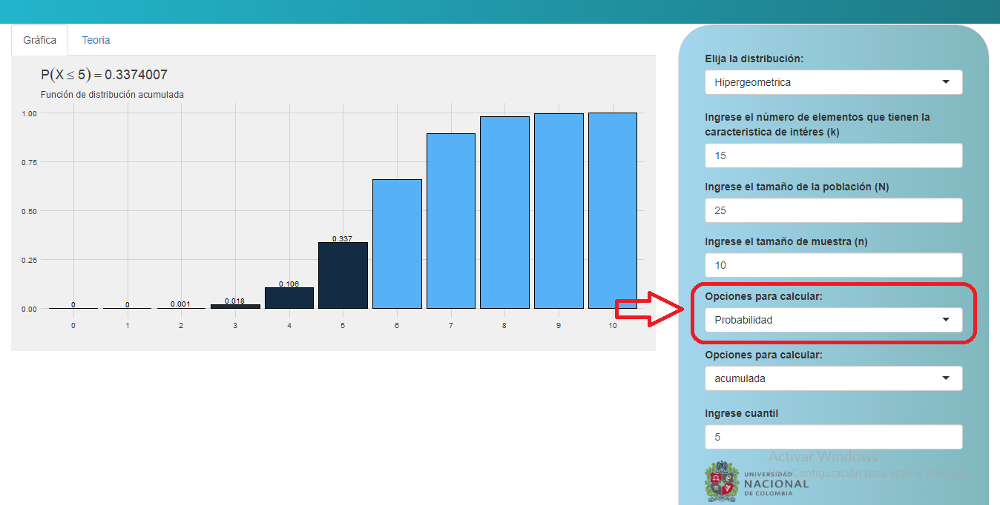 Gráfica
Teoria
P(X ≤ 5) = 0.3374007
Función de distribución acumulada
1.00
0.75
0.50
0.25
0.00
0
0
0.001
0.018
0.106
0.337
0 1 2 3 4 5 6 7 8 9 10
Elija la distribución:
Hipergeometrica
Ingrese el número de elementos que tienen la
caracteristica de intéres (k)
15
Ingrese el tamaño de la población (N)
25
Ingrese el tamaño de muestra (n)
10
Opciones para calcular:
Probabilidad
Opciones para calcular:
acumulada
Ingrese cuantil
5
Activar Windows
Configuración para activar Windows.
UNIVERSIDAD
NACIONAL
DE COLOMBIA